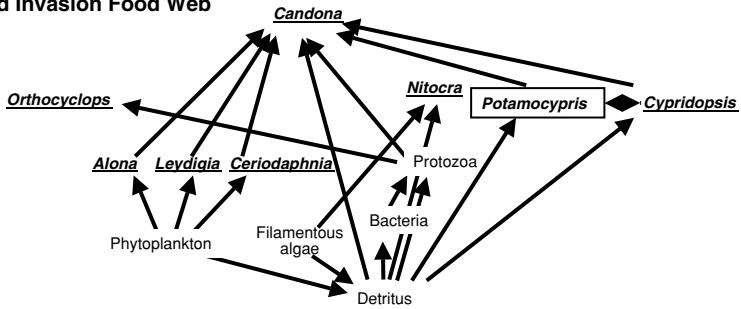 Invasion Food Web
Candona
Nitocra
Orthocyclops
Potamocypris
Cypridopsis
Alona Leydigia Ceriodaphnia
Protozoa
Bacteria
Phytoplankton
Filamentous
algae
Detritus